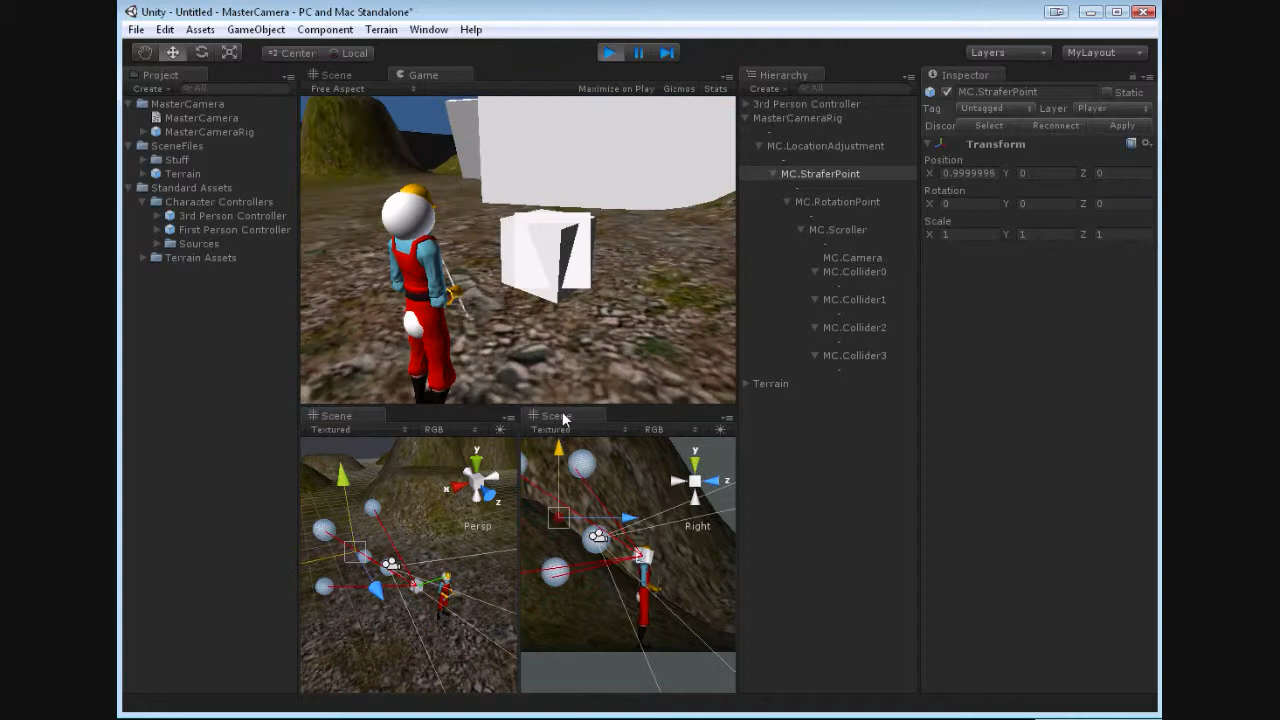 Unity - Untitled - MasterCamera - PC and Mac Standalone*
File Edit Assets GameObject Component Terrain Window Help
Center Local Layers MyLayout
Project
Create All
MasterCamera
MasterCamera
MasterCameraRig
SceneFiles
Stuff
Terrain
Standard Assets
Character Controllers
3rd Person Controller
First Person Controller
Sources
Terrain Assets
Scene Game
Free Aspect Maximize on Play Gizmos Stats
Scene
Textured RGB
y
x
z
Persp
Scene
Textured RGB
y
z
Right
Hierarchy
Create All
3rd Person Controller
MasterCameraRig
-
MC.LocationAdjustment
-
MC.StraferPoint
-
MC.RotationPoint
-
MC.Scroller
-
MC.Camera
MC.Collider0
-
MC.Collider1
-
MC.Collider2
-
MC.Collider3
-
Terrain
Inspector
MC.StraferPoint Static
Tag Untagged Layer Player
Discor Select Reconnect Apply
Transform
Position
X 0.9999999 Y 0 Z 0
Rotation
X 0 Y 0 Z 0
Scale
X 1 Y 1 Z 1